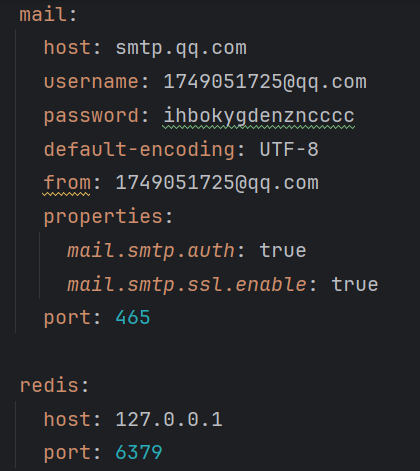 mail:
host: smtp.qq.com
username: 1749051725@qq.com
password: ihbokygdenzncccc
default-encoding: UTF-8
from: 1749051725@qq.com
properties:
mail.smtp.auth: true
mail.smtp.ssl.enable: true
port: 465
redis:
host: 127.0.0.1
port: 6379